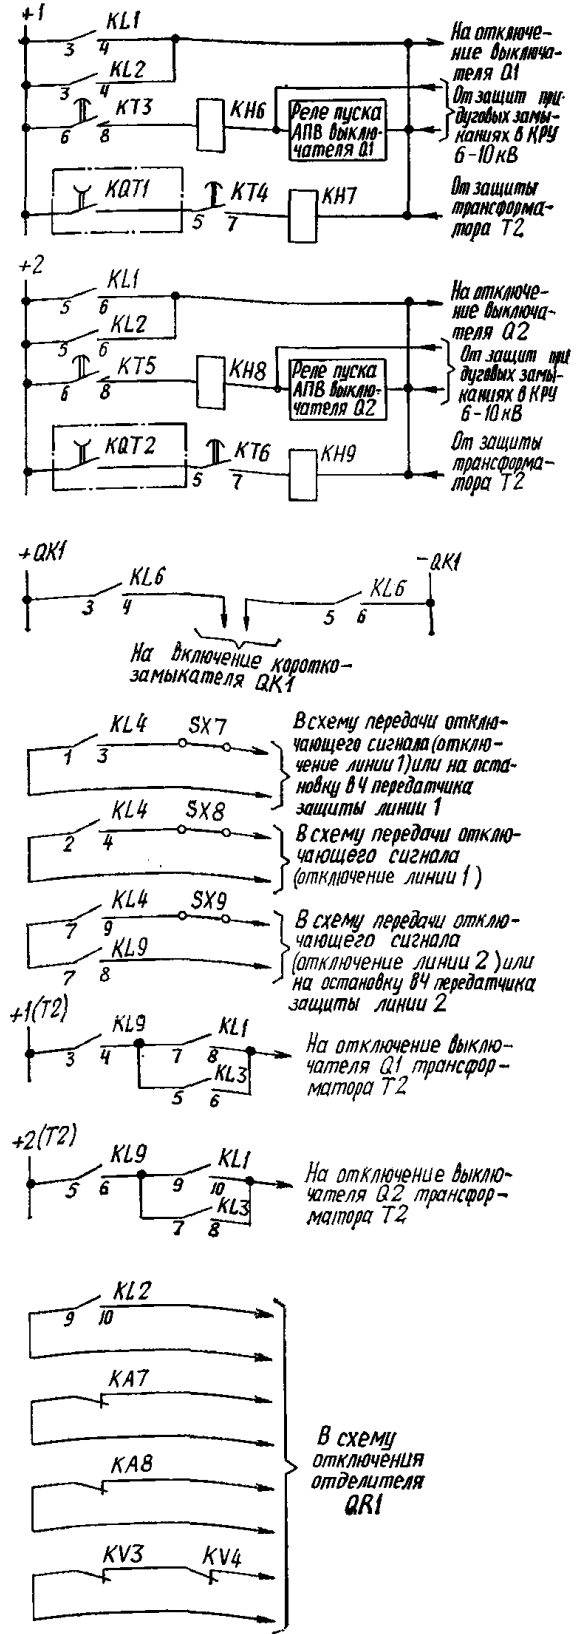 +1
KL1
3 4
На отключе-
ние выключа-
теля Q1
KL2
3 4
KT3
6 8
KH6
Реле пуска
АПВ выклю-
чателя Q1
От защит при
дуговых замы-
каниях в КРУ
6-10кВ
KQT1
KT4
5 7
KH7
От защиты
трансформа-
тора Т2
+2
KL1
5 6
На отключе-
ние выключа-
теля Q2
KL2
5 6
KT5
6 8
KH8
Реле пуска
АПВ выклю-
чателя Q2
От защит при
дуговых замы-
каниях в КРУ
6-10кВ
KQT2
KT6
5 7
KH9
От защиты
трансформа-
тора Т2
+QK1
-QK1
KL6
3 4
KL6
5 6
На включение коротко-
замыкателя QK1
KL4
1 3
SX7
В схему передачи отклю-
чающего сигнала (отклю-
чение линии 1) или на оста-
новку вч передатчика
защиты линии 1
KL4
2 4
SX8
В схему передачи отклю-
чающего сигнала
(отключение линии 1)
KL4
7 9
SX9
KL9
7 8
В схему передачи отклю-
чающего сигнала
(отключение линии 2) или
на остановку вч передатчика
защиты линии 2
+1(T2)
KL9
3 4
KL1
7 8
KL3
5 6
На отключение выклю-
чателя Q1 трансфор-
матора Т2
+2(T2)
KL9
5 6
KL1
9 10
KL3
7 8
На отключение выклю-
чателя Q2 трансфор-
матора Т2
KL2
9 10
KA7
KA8
KV3 KV4
В схему
отключения
отделителя
QR1